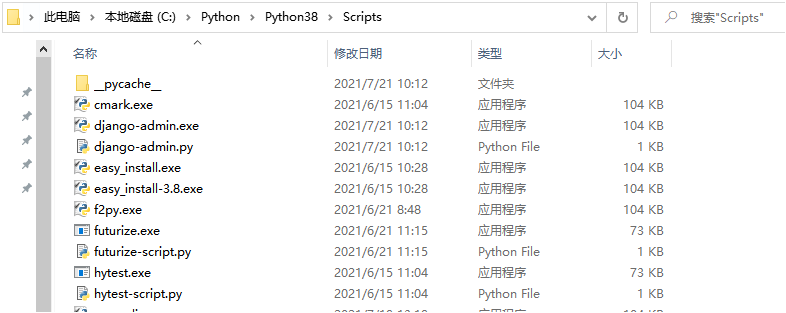 此电脑 › 本地磁盘 (C:) › Python › Python38 › Scripts 搜索"Scripts"
名称 修改日期 类型 大小
__pycache__ 2021/7/21 10:12 文件夹
cmark.exe 2021/6/15 11:04 应用程序 104 KB
django-admin.exe 2021/7/21 10:12 应用程序 104 KB
django-admin.py 2021/7/21 10:12 Python File 1 KB
easy_install.exe 2021/6/15 10:28 应用程序 104 KB
easy_install-3.8.exe 2021/6/15 10:28 应用程序 104 KB
f2py.exe 2021/6/21 8:48 应用程序 104 KB
futurize.exe 2021/6/21 11:15 应用程序 73 KB
futurize-script.py 2021/6/21 11:15 Python File 1 KB
hytest.exe 2021/6/15 11:04 应用程序 73 KB
hytest-script.py 2021/6/15 11:04 Python File 1 KB